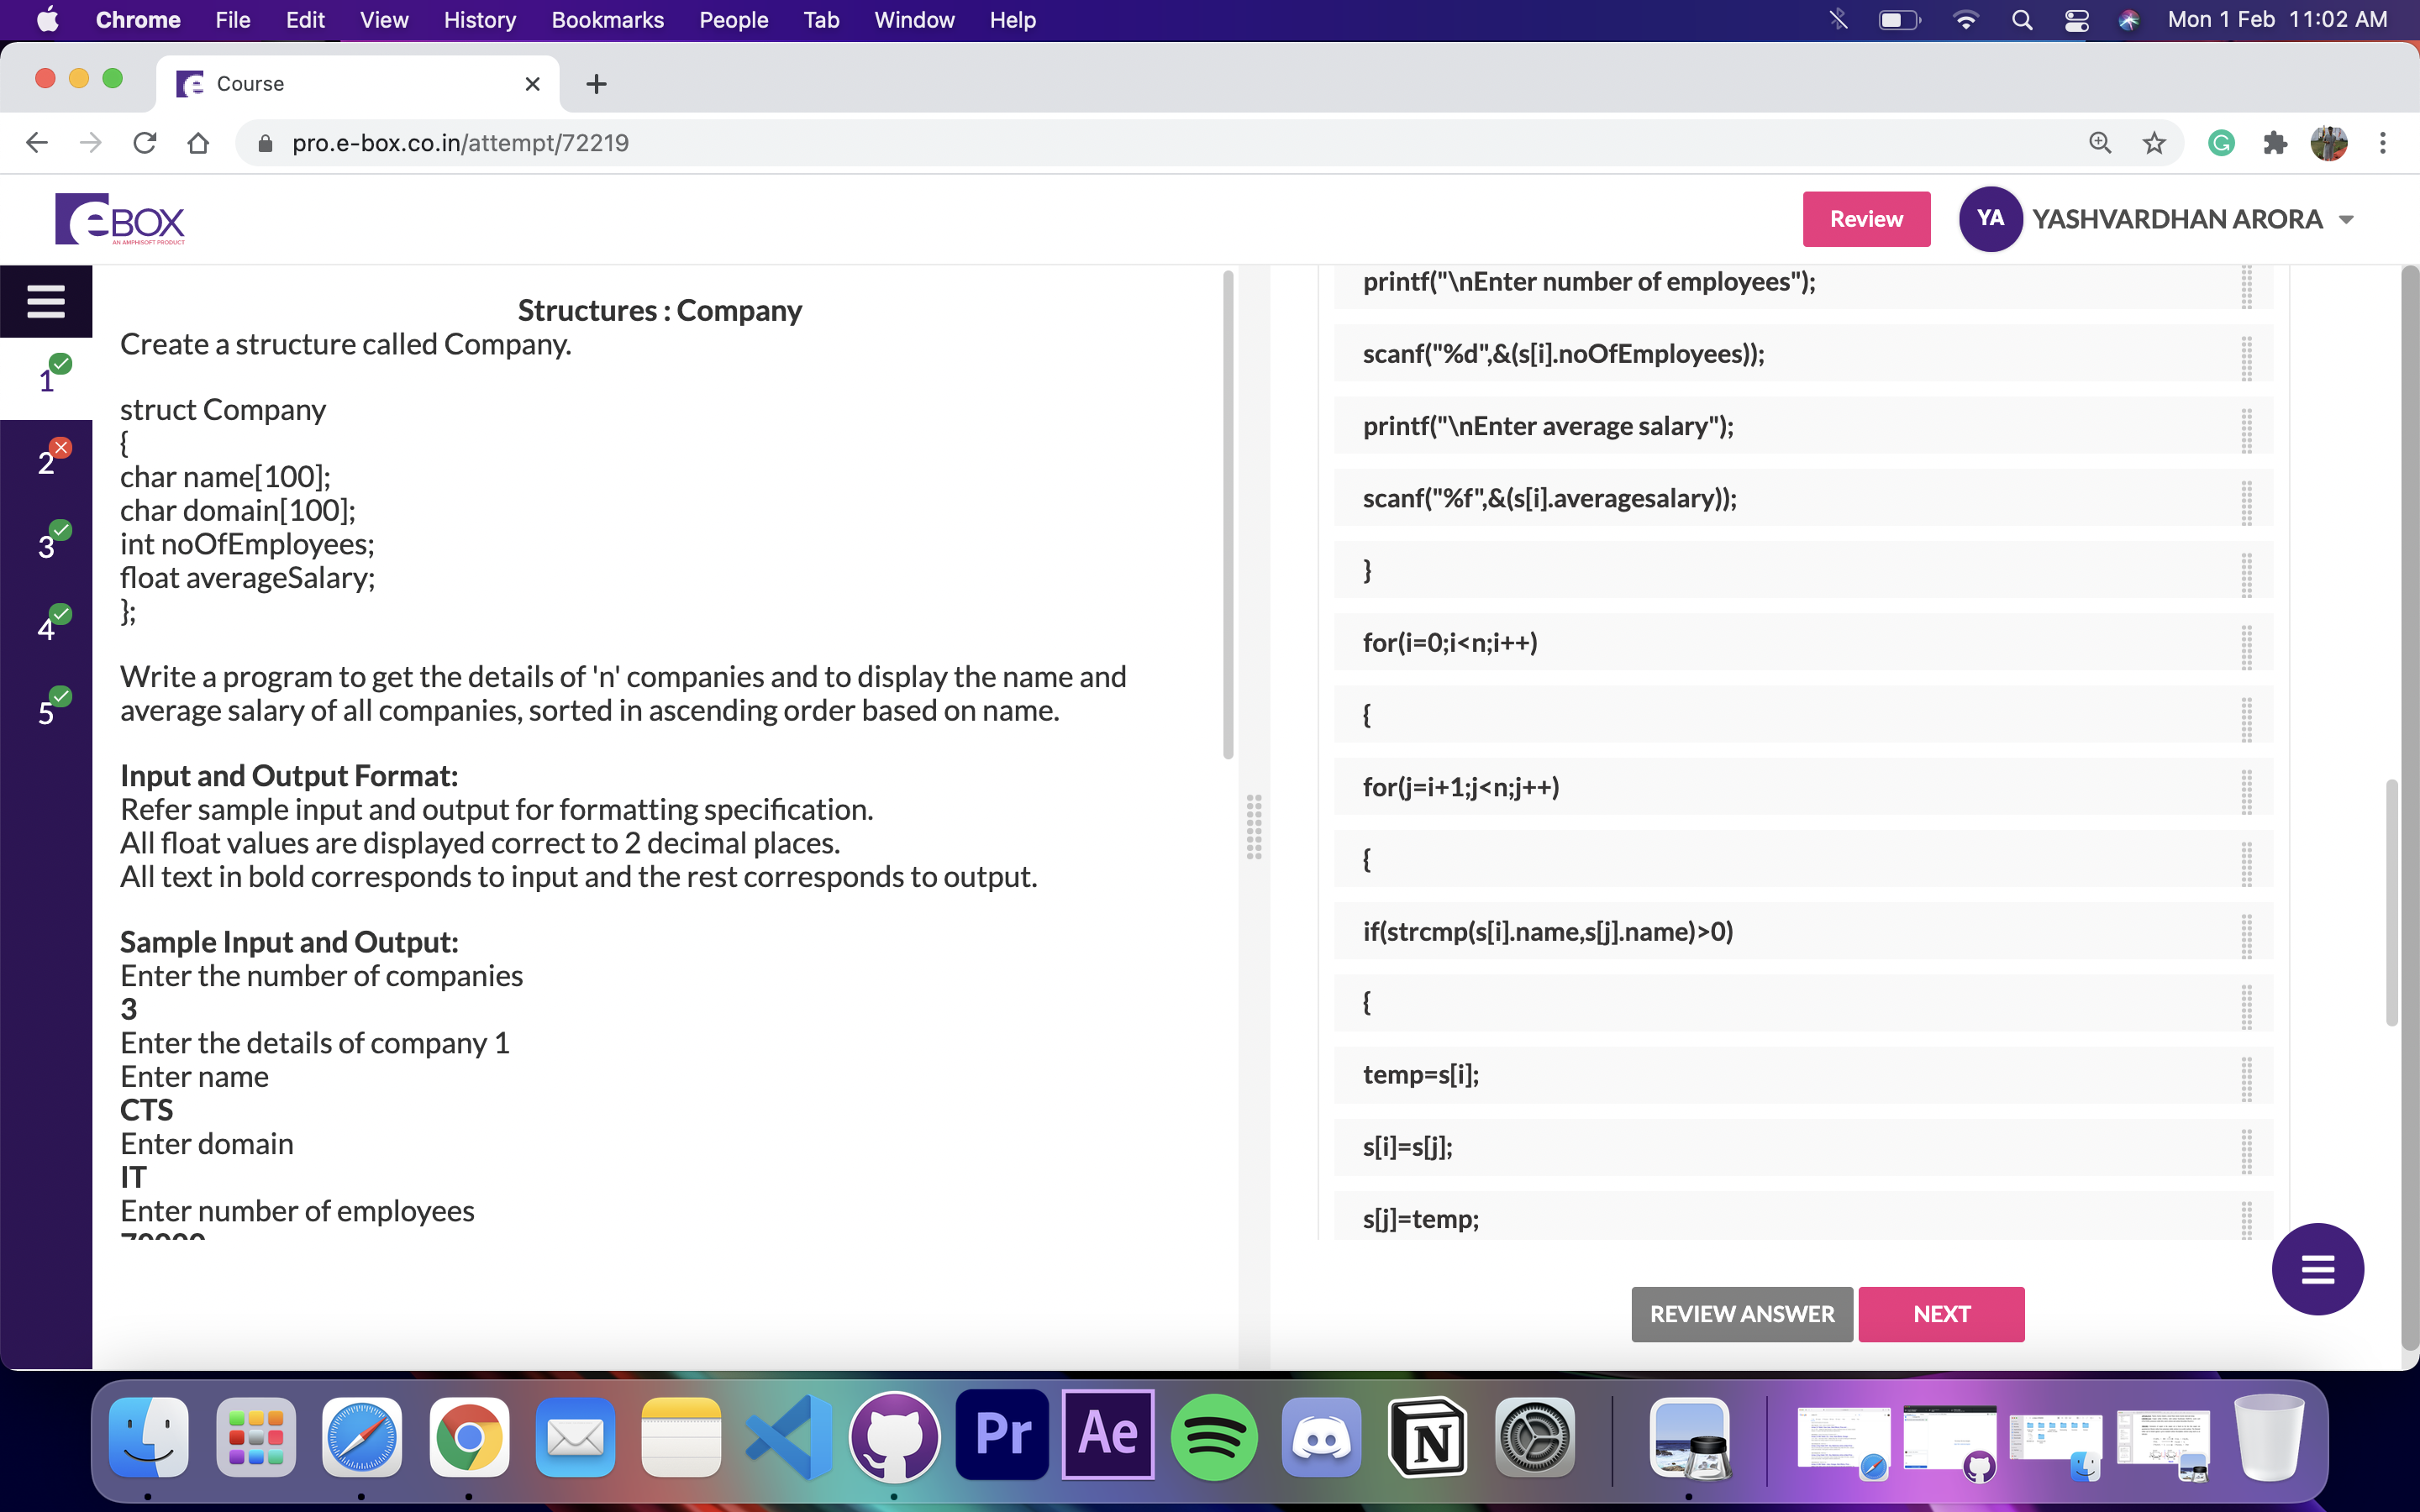 Chrome File Edit View History Bookmarks People Tab Window Help Mon 1 Feb 11:02 AM
Course
pro.e-box.co.in/attempt/72219
eBOX
AN AMPHISOFT PRODUCT
Review YA YASHVARDHAN ARORA
1
2
3
4
5
Structures : Company
Create a structure called Company.
struct Company
{
char name[100];
char domain[100];
int noOfEmployees;
float averageSalary;
};
Write a program to get the details of 'n' companies and to display the name and
average salary of all companies, sorted in ascending order based on name.
Input and Output Format:
Refer sample input and output for formatting specification.
All float values are displayed correct to 2 decimal places.
All text in bold corresponds to input and the rest corresponds to output.
Sample Input and Output:
Enter the number of companies
3
Enter the details of company 1
Enter name
CTS
Enter domain
IT
Enter number of employees
printf("\nEnter number of employees");
scanf("%d",&(s[i].noOfEmployees));
printf("\nEnter average salary");
scanf("%f",&(s[i].averagesalary));
}
for(i=0;i<n;i++)
{
for(j=i+1;j<n;j++)
{
if(strcmp(s[i].name,s[j].name)>0)
{
temp=s[i];
s[i]=s[j];
s[j]=temp;
REVIEW ANSWER NEXT
Pr Ae N